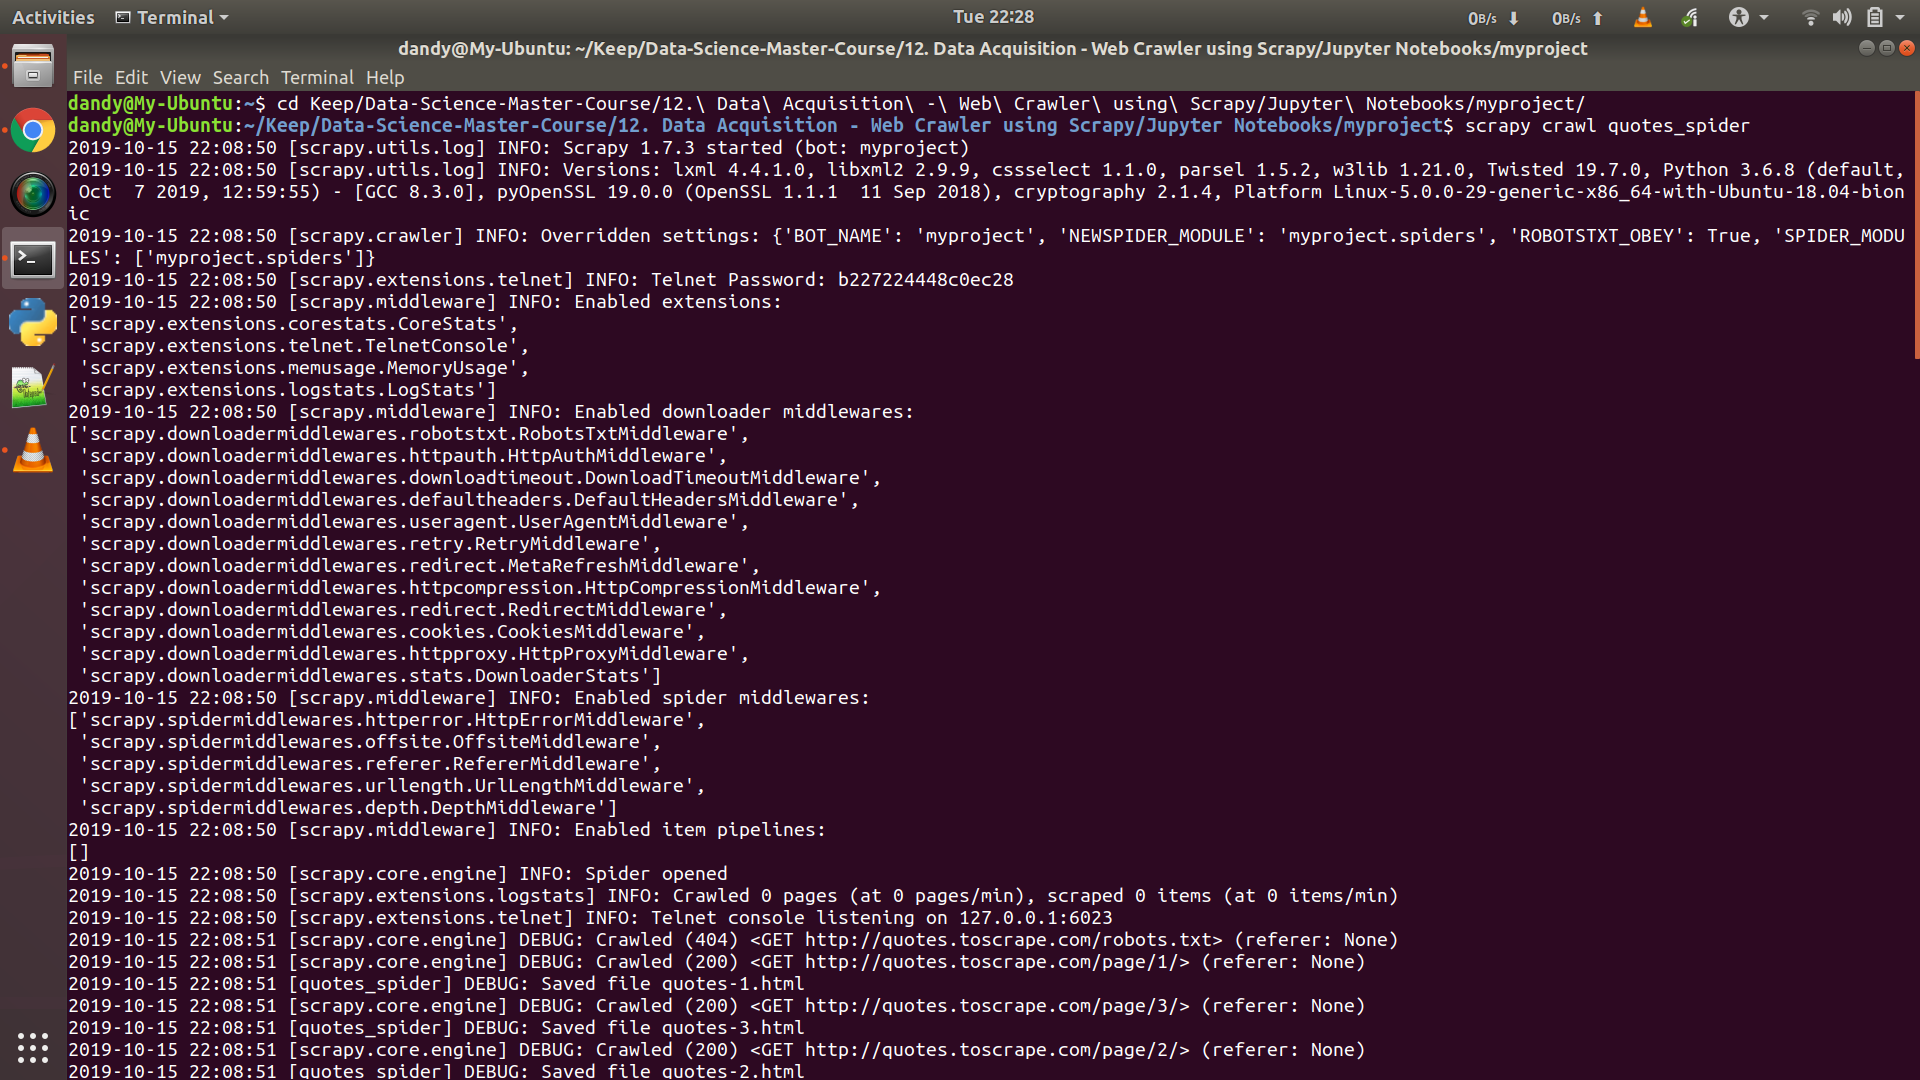 Activities Terminal Tue 22:28 0B/s 0B/s
dandy@My-Ubuntu: ~/Keep/Data-Science-Master-Course/12. Data Acquisition - Web Crawler using Scrapy/Jupyter Notebooks/myproject
File Edit View Search Terminal Help
dandy@My-Ubuntu:~$ cd Keep/Data-Science-Master-Course/12.\ Data\ Acquisition\ -\ Web\ Crawler\ using\ Scrapy/Jupyter\ Notebooks/myproject/
dandy@My-Ubuntu:~/Keep/Data-Science-Master-Course/12. Data Acquisition - Web Crawler using Scrapy/Jupyter Notebooks/myproject$ scrapy crawl quotes_spider
2019-10-15 22:08:50 [scrapy.utils.log] INFO: Scrapy 1.7.3 started (bot: myproject)
2019-10-15 22:08:50 [scrapy.utils.log] INFO: Versions: lxml 4.4.1.0, libxml2 2.9.9, cssselect 1.1.0, parsel 1.5.2, w3lib 1.21.0, Twisted 19.7.0, Python 3.6.8 (default,
 Oct  7 2019, 12:59:55) - [GCC 8.3.0], pyOpenSSL 19.0.0 (OpenSSL 1.1.1  11 Sep 2018), cryptography 2.1.4, Platform Linux-5.0.0-29-generic-x86_64-with-Ubuntu-18.04-bion
ic
2019-10-15 22:08:50 [scrapy.crawler] INFO: Overridden settings: {'BOT_NAME': 'myproject', 'NEWSPIDER_MODULE': 'myproject.spiders', 'ROBOTSTXT_OBEY': True, 'SPIDER_MODU
LES': ['myproject.spiders']}
2019-10-15 22:08:50 [scrapy.extensions.telnet] INFO: Telnet Password: b227224448c0ec28
2019-10-15 22:08:50 [scrapy.middleware] INFO: Enabled extensions:
['scrapy.extensions.corestats.CoreStats',
 'scrapy.extensions.telnet.TelnetConsole',
 'scrapy.extensions.memusage.MemoryUsage',
 'scrapy.extensions.logstats.LogStats']
2019-10-15 22:08:50 [scrapy.middleware] INFO: Enabled downloader middlewares:
['scrapy.downloadermiddlewares.robotstxt.RobotsTxtMiddleware',
 'scrapy.downloadermiddlewares.httpauth.HttpAuthMiddleware',
 'scrapy.downloadermiddlewares.downloadtimeout.DownloadTimeoutMiddleware',
 'scrapy.downloadermiddlewares.defaultheaders.DefaultHeadersMiddleware',
 'scrapy.downloadermiddlewares.useragent.UserAgentMiddleware',
 'scrapy.downloadermiddlewares.retry.RetryMiddleware',
 'scrapy.downloadermiddlewares.redirect.MetaRefreshMiddleware',
 'scrapy.downloadermiddlewares.httpcompression.HttpCompressionMiddleware',
 'scrapy.downloadermiddlewares.redirect.RedirectMiddleware',
 'scrapy.downloadermiddlewares.cookies.CookiesMiddleware',
 'scrapy.downloadermiddlewares.httpproxy.HttpProxyMiddleware',
 'scrapy.downloadermiddlewares.stats.DownloaderStats']
2019-10-15 22:08:50 [scrapy.middleware] INFO: Enabled spider middlewares:
['scrapy.spidermiddlewares.httperror.HttpErrorMiddleware',
 'scrapy.spidermiddlewares.offsite.OffsiteMiddleware',
 'scrapy.spidermiddlewares.referer.RefererMiddleware',
 'scrapy.spidermiddlewares.urllength.UrlLengthMiddleware',
 'scrapy.spidermiddlewares.depth.DepthMiddleware']
2019-10-15 22:08:50 [scrapy.middleware] INFO: Enabled item pipelines:
[]
2019-10-15 22:08:50 [scrapy.core.engine] INFO: Spider opened
2019-10-15 22:08:50 [scrapy.extensions.logstats] INFO: Crawled 0 pages (at 0 pages/min), scraped 0 items (at 0 items/min)
2019-10-15 22:08:50 [scrapy.extensions.telnet] INFO: Telnet console listening on 127.0.0.1:6023
2019-10-15 22:08:51 [scrapy.core.engine] DEBUG: Crawled (404) <GET http://quotes.toscrape.com/robots.txt> (referer: None)
2019-10-15 22:08:51 [scrapy.core.engine] DEBUG: Crawled (200) <GET http://quotes.toscrape.com/page/1/> (referer: None)
2019-10-15 22:08:51 [quotes_spider] DEBUG: Saved file quotes-1.html
2019-10-15 22:08:51 [scrapy.core.engine] DEBUG: Crawled (200) <GET http://quotes.toscrape.com/page/3/> (referer: None)
2019-10-15 22:08:51 [quotes_spider] DEBUG: Saved file quotes-3.html
2019-10-15 22:08:51 [scrapy.core.engine] DEBUG: Crawled (200) <GET http://quotes.toscrape.com/page/2/> (referer: None)
2019-10-15 22:08:51 [quotes_spider] DEBUG: Saved file quotes-2.html